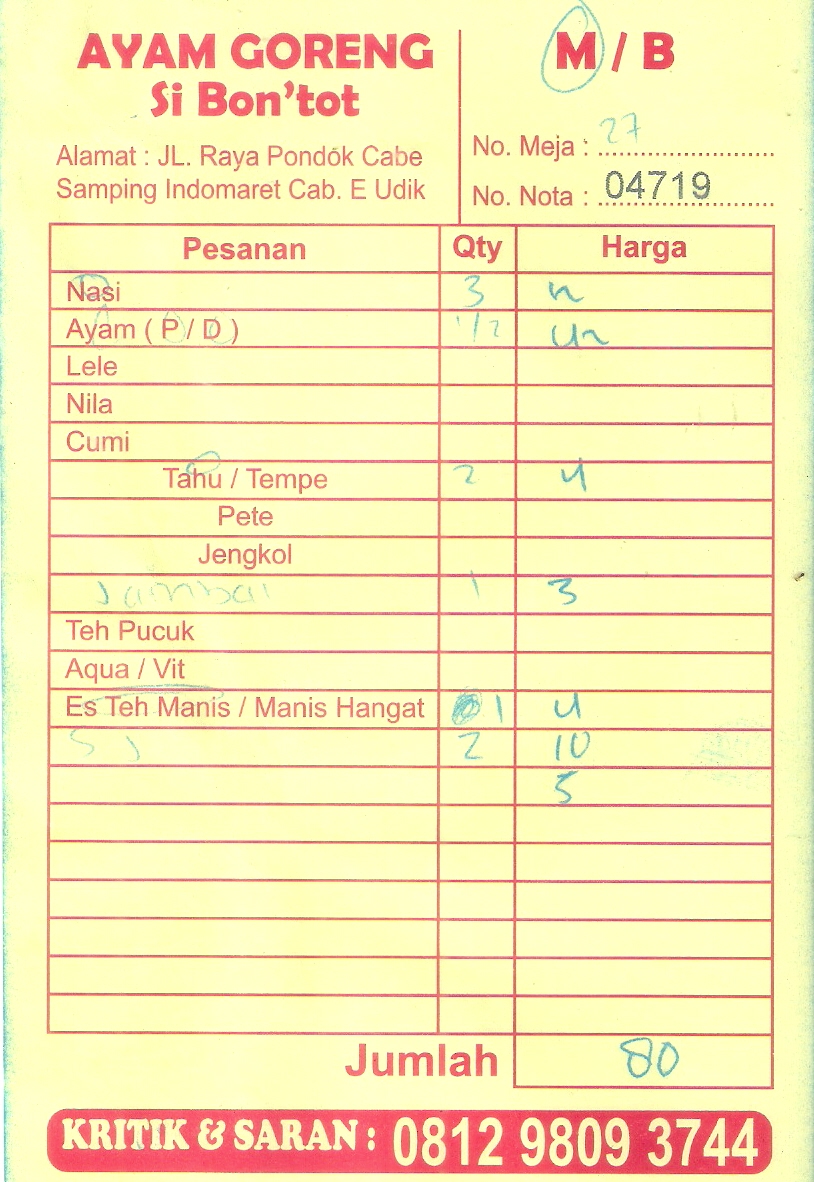 AYAM GORENG
Si Bon'tot
Alamat : JL. Raya Pondok Cabe
Samping Indomaret Cab. E Udik
M / B
No. Meja : 27
No. Nota : 04719
Pesanan Qty Harga
Nasi 3
Ayam ( P / D ) 1/2
Lele
Nila
Cumi
Tahu / Tempe 2 4
Pete
Jengkol
Sambal 1 3
Teh Pucuk
Aqua / Vit
Es Teh Manis / Manis Hangat 1 4
SJ 2 10
5
Jumlah 80
KRITIK & SARAN : 0812 9809 3744